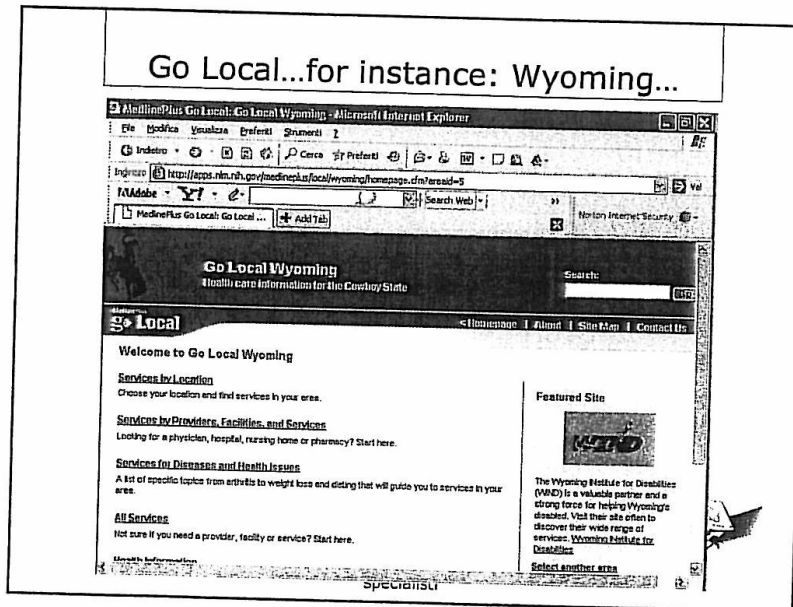 Go Local...for instance: Wyoming...
MedlinePlus Go Local: Go Local Wyoming - Microsoft Internet Explorer
File Modifica Visualizza Preferiti Strumenti ?
Indietro Cerca Preferiti
Indirizzo http://apps.nlm.nih.gov/medlineplus/local/wyoming/homepage.cfm?areaid=5 Vai
Adobe Y! Search Web
MedlinePlus Go Local: Go Local ... Add Tab Norton Internet Security
Go Local Wyoming
Health care information for the Cowboy State
Search:
GO
go Local
Homepage | About | Site Map | Contact Us
Welcome to Go Local Wyoming
Services by Location
Choose your location and find services in your area.
Services by Providers, Facilities, and Services
Looking for a physician, hospital, nursing home or pharmacy? Start here.
Services for Diseases and Health Issues
A list of specific topics from arthritis to weight loss and dieting that will guide you to services in your
area.
All Services
Not sure if you need a provider, facility or service? Start here.
Health Information
Featured Site
WIND
The Wyoming INstitute for Disabilities
(WIND) is a valuable partner and a
strong force for helping Wyoming's
disabled. Visit their site often to
discover their wide range of
services. Wyoming INstitute for
Disabilities
Select another area
Specialisti